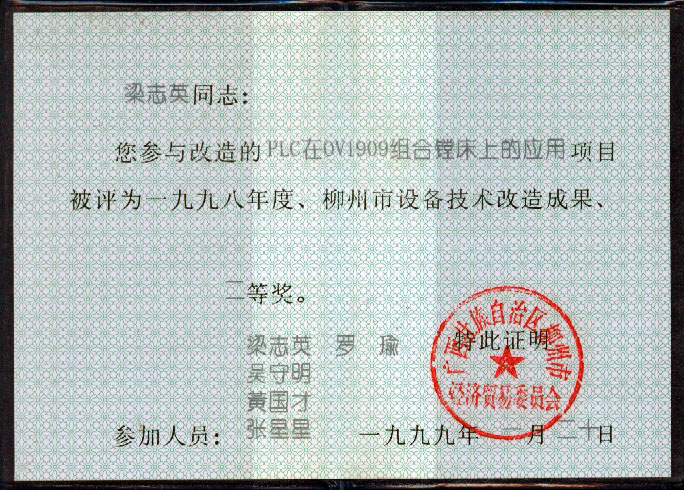 梁志英同志：
您参与改造的PLC在OV1909组合镗床上的应用项目
被评为一九九八年度、柳州市设备技术改造成果、
二等奖。
特此证明
梁志英 罗 瑜
吴守明
黄国才
参加人员：张星星
一九九九年 月二十日
广西壮族自治区柳州市
经济贸易委员会